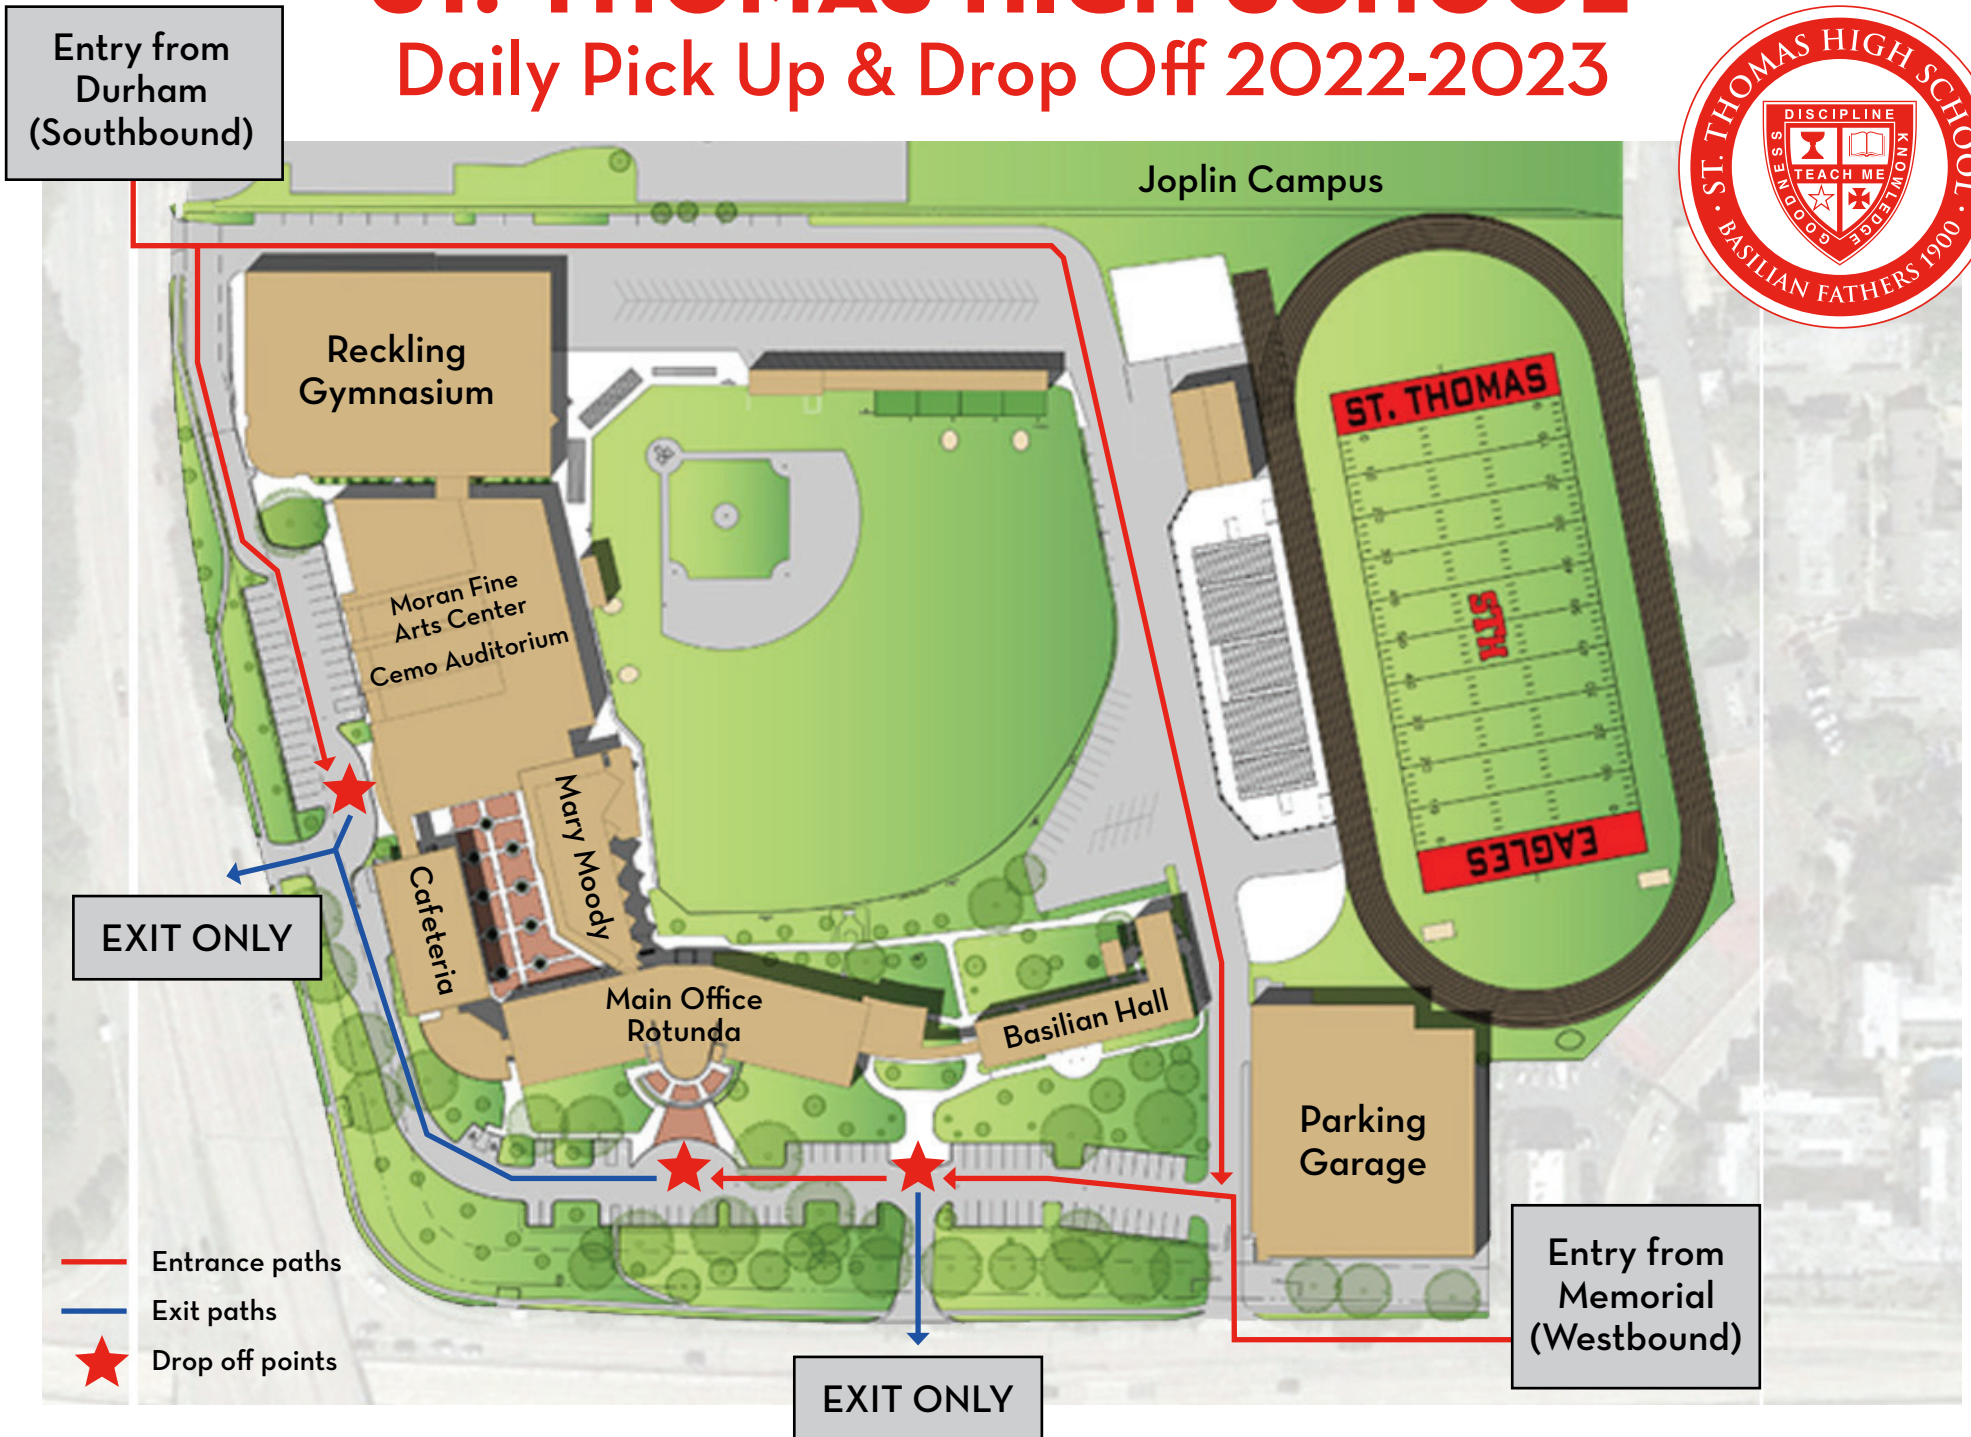 ST. THOMAS HIGH SCHOOL
Daily Pick Up & Drop Off 2022-2023
Entry from
Durham
(Southbound)
ST. THOMAS HIGH SCHOOL · BASILIAN FATHERS 1900 ·
DISCIPLINE
GOODNESS
KNOWLEDGE
TEACH ME
Joplin Campus
Reckling
Gymnasium
ST. THOMAS
STH
EAGLES
Moran Fine
Arts Center
Cemo Auditorium
Mary Moody
Cafeteria
EXIT ONLY
Main Office
Rotunda
Basilian Hall
Parking
Garage
Entry from
Memorial
(Westbound)
Entrance paths
Exit paths
Drop off points
EXIT ONLY